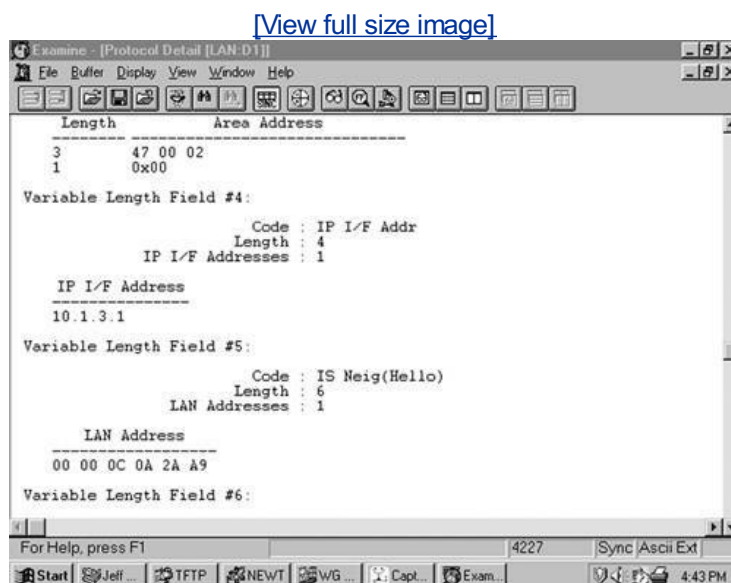 [View full size image]
Examine - [Protocol Detail [LAN:D1]]
File Buffer Display View Window Help
Length Area Address
3 47 00 02
1 0x00
Variable Length Field #4:
Code : IP I/F Addr
Length : 4
IP I/F Addresses : 1
IP I/F Address
10.1.3.1
Variable Length Field #5:
Code : IS Neig(Hello)
Length : 6
LAN Addresses : 1
LAN Address
00 00 0C 0A 2A A9
Variable Length Field #6:
For Help, press F1 4227 Sync Ascii Ext
Start Jeff ... TFTP NEWT WG ... Capt... Exam... 4:43 PM